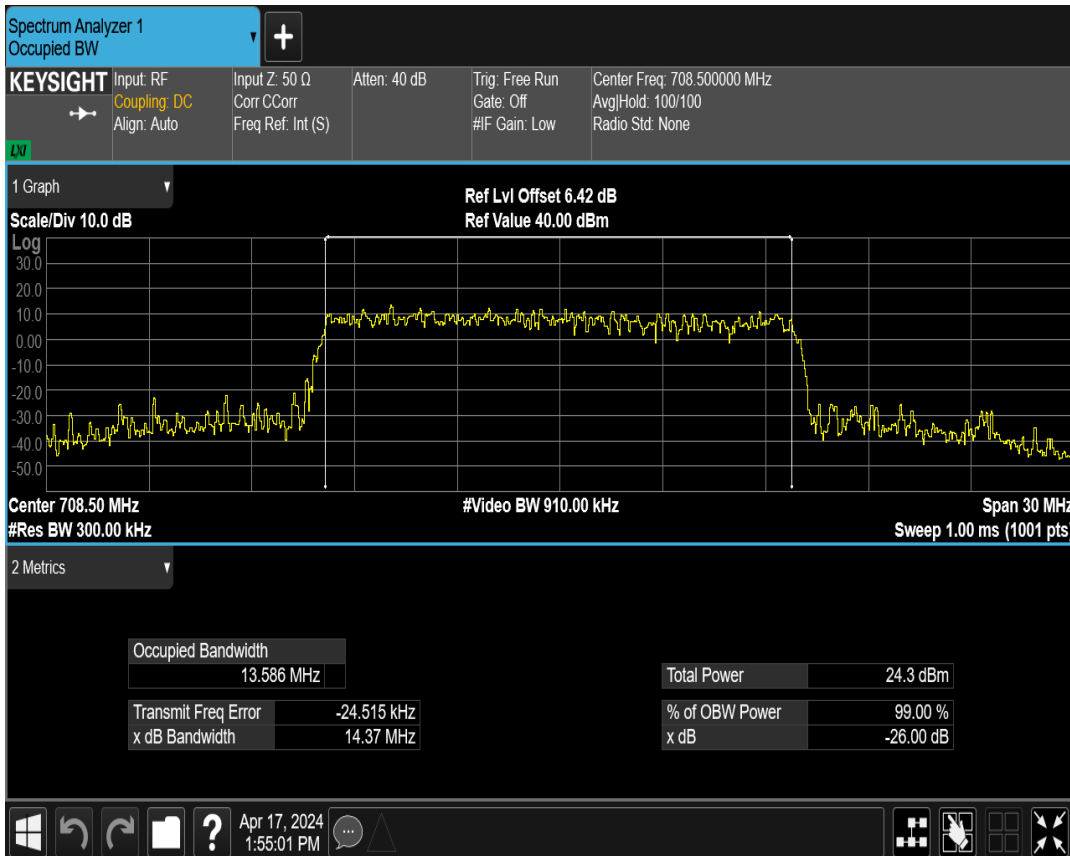 Spectrum Analyzer 1
Occupied BW
+
KEYSIGHT
Input: RF
Coupling: DC
Align: Auto
Input Z: 50 Ω
Corr CCorr
Freq Ref: Int (S)
Atten: 40 dB
Trig: Free Run
Gate: Off
#IF Gain: Low
Center Freq: 708.500000 MHz
Avg|Hold: 100/100
Radio Std: None
LXI
1 Graph
Scale/Div 10.0 dB
Ref Lvl Offset 6.42 dB
Ref Value 40.00 dBm
Log
30.0
20.0
10.0
0.00
-10.0
-20.0
-30.0
-40.0
-50.0
Center 708.50 MHz
#Video BW 910.00 kHz
Span 30 MHz
#Res BW 300.00 kHz
Sweep 1.00 ms (1001 pts)
2 Metrics
Occupied Bandwidth
13.586 MHz
Total Power 24.3 dBm
Transmit Freq Error -24.515 kHz
% of OBW Power 99.00 %
x dB Bandwidth 14.37 MHz
x dB -26.00 dB
?
Apr 17, 2024
1:55:01 PM